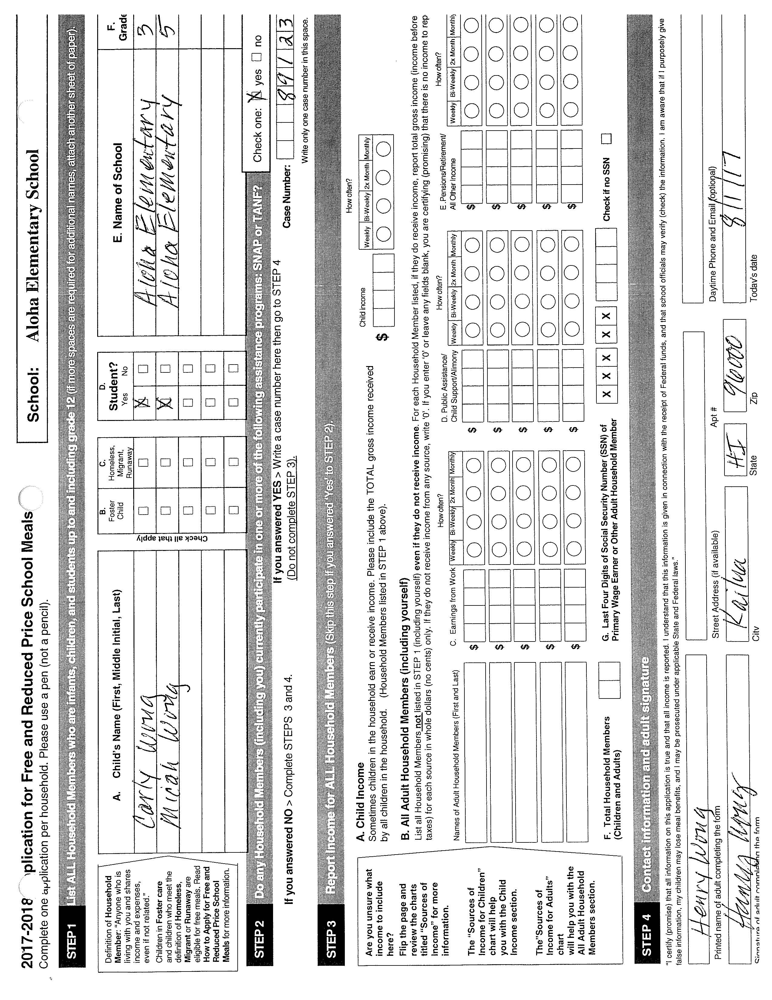 2017-2018 plication for Free and Reduced Price School Meals
School: Aloha Elementary School
Complete one application per household. Please use a pen (not a pencil).
STEP 1 List ALL Household Members who are infants, children, and students up to and including grade 12 (if more spaces are required for additional names, attach another sheet of paper).
Definition of Household
Member: "Anyone who is
living with you and shares
income and expenses,
even if not related."
Children in Foster care
and children who meet the
definition of Homeless,
Migrant or Runaway are
eligible for free meals. Read
How to Apply for Free and
Reduced Price School
Meals for more information.
A. Child's Name (First, Middle Initial, Last)
Carly Wong
Micah Wong
Check all that apply
B.
Foster
Child
C.
Homeless,
Migrant,
Runaway
D.
Student?
Yes No
X
X
E. Name of School
Aloha Elementary
Aloha Elementary
F.
Grade
3
5
STEP 2 Do any Household Members (including you) currently participate in one or more of the following assistance programs: SNAP or TANF?
Check one: X yes no
If you answered NO > Complete STEPS 3 and 4.
If you answered YES > Write a case number here then go to STEP 4
(Do not complete STEP 3).
Case Number: 8 9 1 2 3
Write only one case number in this space.
STEP 3 Report Income for ALL Household Members (Skip this step if you answered 'Yes' to STEP 2).
Are you unsure what
income to include
here?
Flip the page and
review the charts
titled "Sources of
Income" for more
information.
The "Sources of
Income for Children"
chart will help
you with the Child
Income section.
The"Sources of
Income for Adults"
chart
will help you with the
All Adult Household
Members section.
A. Child Income
Sometimes children in the household earn or receive income. Please include the TOTAL gross income received
by all children in the household. (Household Members listed in STEP 1 above).
Child income
$
How often?
Weekly Bi-Weekly 2x Month Monthly
B. All Adult Household Members (including yourself)
List all Household Members not listed in STEP 1 (including yourself) even if they do not receive income. For each Household Member listed, if they do receive income, report total gross income (income before
taxes) for each source in whole dollars (no cents) only. If they do not receive income from any source, write '0'. If you enter '0' or leave any fields blank, you are certifying (promising) that there is no income to rep
Names of Adult Household Members (First and Last)
C. Earnings from Work
How often?
Weekly Bi-Weekly 2x Month Monthly
D. Public Assistance/
Child Support/Alimony
How often?
Weekly Bi-Weekly 2x Month Monthly
E. Pensions/Retirement/
All Other Income
How often?
Weekly Bi-Weekly 2x Month Monthly
$ $ $
$ $ $
$ $ $
$ $ $
$ $ $
F. Total Household Members
(Children and Adults)
G. Last Four Digits of Social Security Number (SSN) of
Primary Wage Earner or Other Adult Household Member
X X X X X
Check if no SSN
STEP 4 Contact information and adult signature
"I certify (promise) that all information on this application is true and that all income is reported. I understand that this information is given in connection with the receipt of Federal funds, and that school officials may verify (check) the information. I am aware that if I purposely give
false information, my children may lose meal benefits, and I may be prosecuted under applicable State and Federal laws."
Henry Wong
Printed name of adult completing the form
Street Address (if available)
Apt #
Daytime Phone and Email (optional)
Henry Wong
Signature of adult completing the form
Kailua
City
HI
State
96000
Zip
8/1/17
Today's date